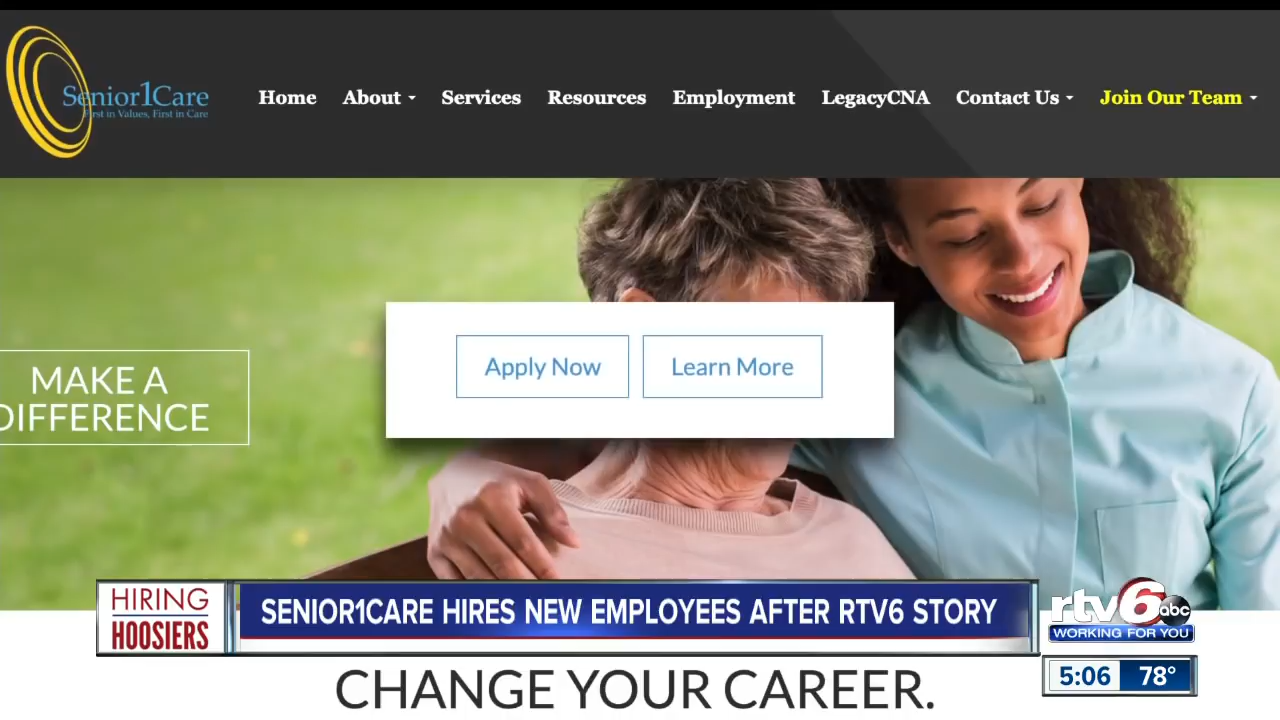 Senior1Care
First in Values, First in Care
Home About Services Resources Employment LegacyCNA Contact Us Join Our Team
Apply Now Learn More
MAKE A
DIFFERENCE
HIRING
HOOSIERS
SENIOR1CARE HIRES NEW EMPLOYEES AFTER RTV6 STORY
rtv6 abc
WORKING FOR YOU
5:06 78°
CHANGE YOUR CAREER.